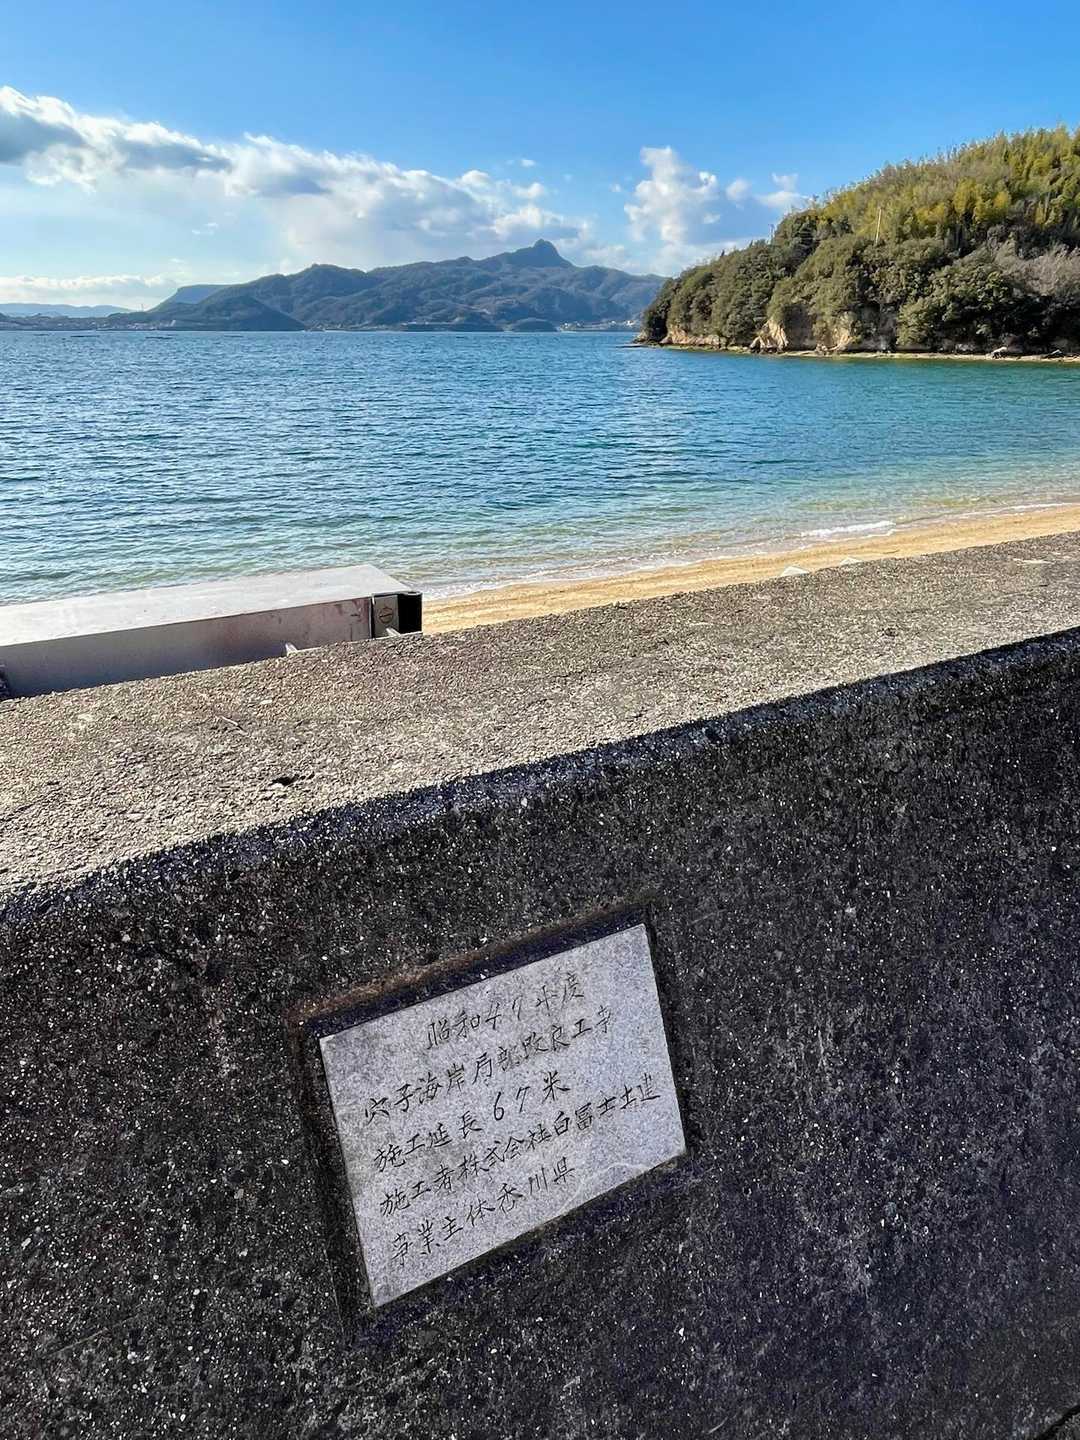 昭和47年度
穴子海岸局部改良工事
施工延長67米
施工者株式会社白富士土建
事業主体香川県